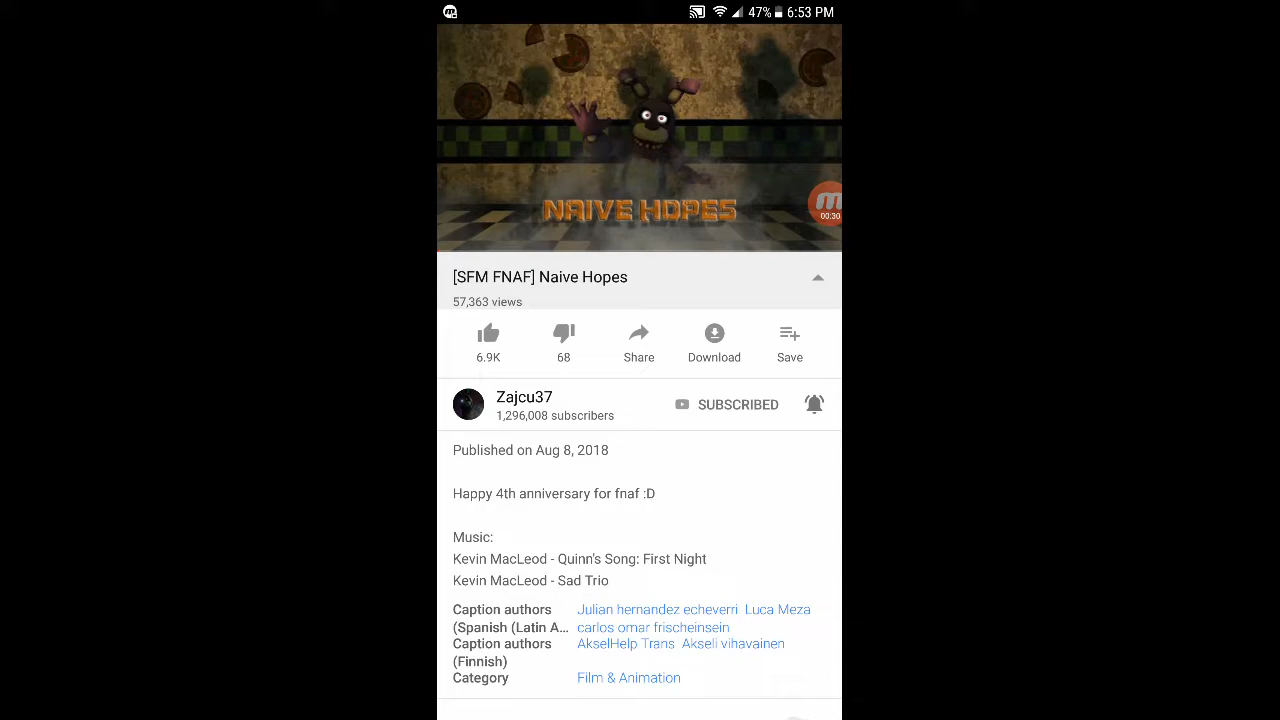 47% 6:53 PM
NAIVE HOPES
00:30
[SFM FNAF] Naive Hopes
57,363 views
6.9K 68 Share Download Save
Zajcu37
1,296,008 subscribers
SUBSCRIBED
Published on Aug 8, 2018
Happy 4th anniversary for fnaf :D
Music:
Kevin MacLeod - Quinn's Song: First Night
Kevin MacLeod - Sad Trio
Caption authors Julian hernandez echeverri Luca Meza
(Spanish (Latin A... carlos omar frischeinsein
Caption authors AkselHelp Trans Akseli vihavainen
(Finnish)
Category Film & Animation